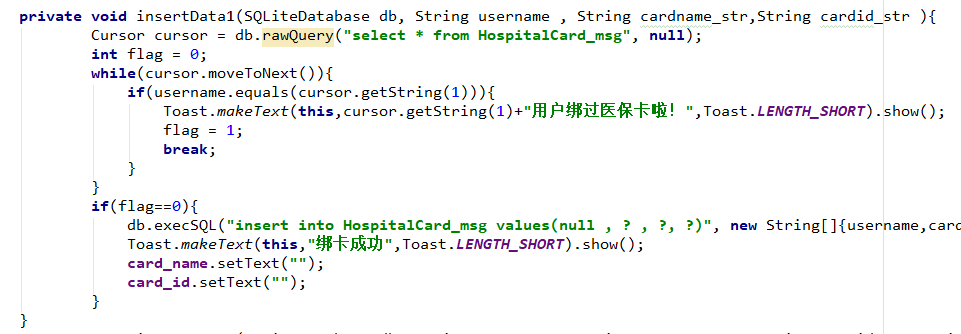 private void insertData1(SQLiteDatabase db, String username , String cardname_str,String cardid_str ){
Cursor cursor = db.rawQuery("select * from HospitalCard_msg", null);
int flag = 0;
while(cursor.moveToNext()){
if(username.equals(cursor.getString(1))){
Toast.makeText(this,cursor.getString(1)+"用户绑过医保卡啦！",Toast.LENGTH_SHORT).show();
flag = 1;
break;
}
}
if(flag==0){
db.execSQL("insert into HospitalCard_msg values(null , ? , ?, ?)", new String[]{username,card
Toast.makeText(this,"绑卡成功",Toast.LENGTH_SHORT).show();
card_name.setText("");
card_id.setText("");
}
}